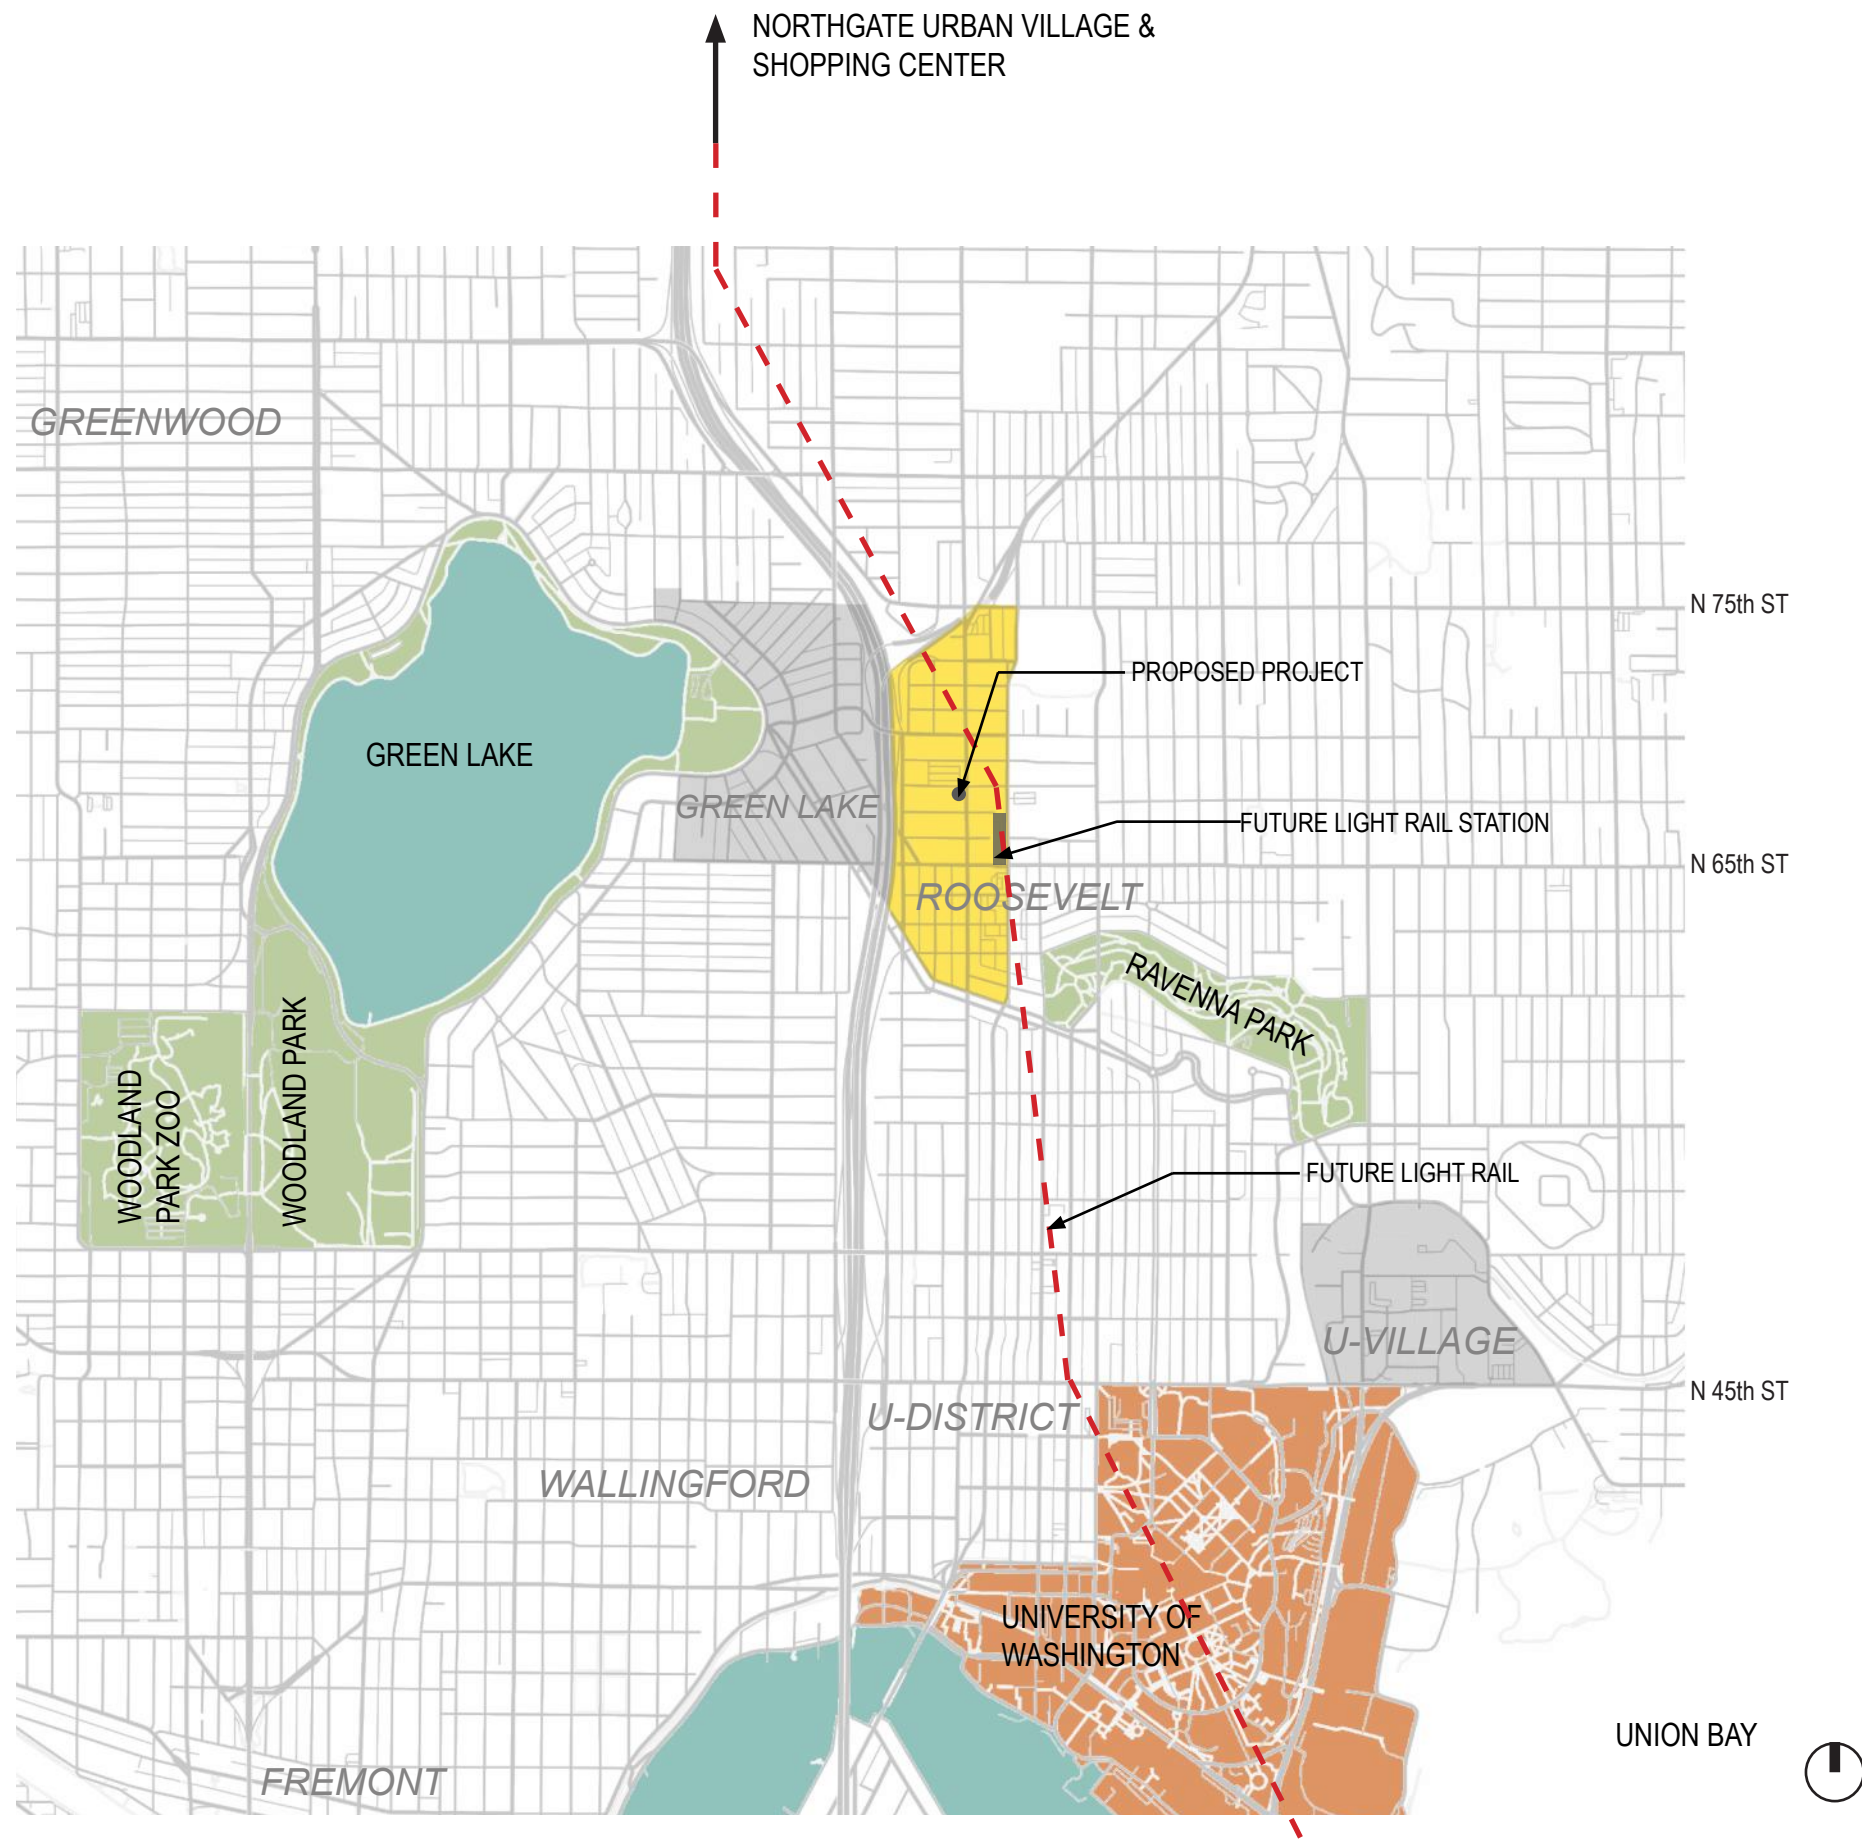 NORTHGATE URBAN VILLAGE &
SHOPPING CENTER
GREENWOOD
N 75th ST
PROPOSED PROJECT
GREEN LAKE
GREEN LAKE
FUTURE LIGHT RAIL STATION
N 65th ST
ROOSEVELT
RAVENNA PARK
WOODLAND
PARK ZOO
WOODLAND PARK
FUTURE LIGHT RAIL
U-VILLAGE
N 45th ST
U-DISTRICT
WALLINGFORD
UNIVERSITY OF
WASHINGTON
UNION BAY
FREMONT